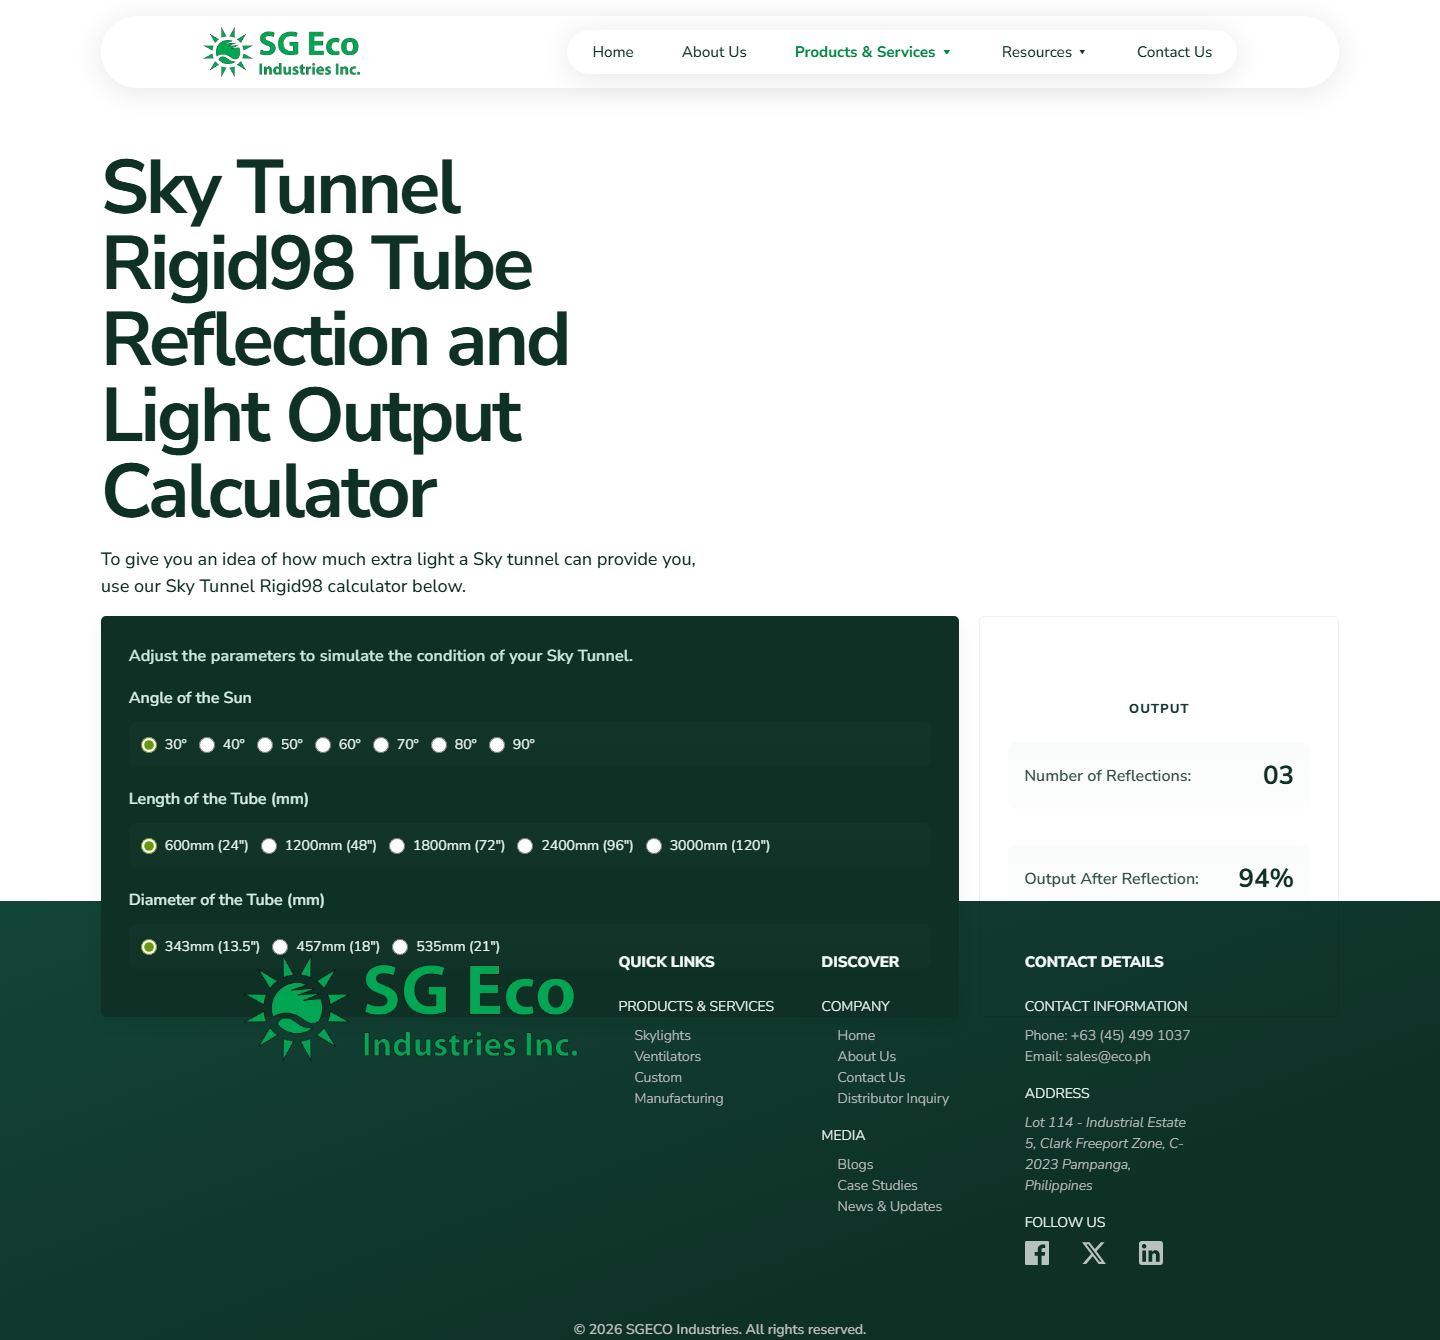 SG Eco
Industries Inc.
Home
About Us
Products & Services
Resources
Contact Us
Sky Tunnel
Rigid98 Tube
Reflection and
Light Output
Calculator
To give you an idea of how much extra light a Sky tunnel can provide you,
use our Sky Tunnel Rigid98 calculator below.
Adjust the parameters to simulate the condition of your Sky Tunnel.
Angle of the Sun
30° 40° 50° 60° 70° 80° 90°
Length of the Tube (mm)
600mm (24") 1200mm (48") 1800mm (72") 2400mm (96") 3000mm (120")
Diameter of the Tube (mm)
343mm (13.5") 457mm (18") 535mm (21")
OUTPUT
Number of Reflections: 03
Output After Reflection: 94%
SG Eco
Industries Inc.
QUICK LINKS
PRODUCTS & SERVICES
Skylights
Ventilators
Custom
Manufacturing
DISCOVER
COMPANY
Home
About Us
Contact Us
Distributor Inquiry
MEDIA
Blogs
Case Studies
News & Updates
CONTACT DETAILS
CONTACT INFORMATION
Phone: +63 (45) 499 1037
Email: sales@eco.ph
ADDRESS
Lot 114 - Industrial Estate
5, Clark Freeport Zone, C-
2023 Pampanga,
Philippines
FOLLOW US
© 2026 SGECO Industries. All rights reserved.